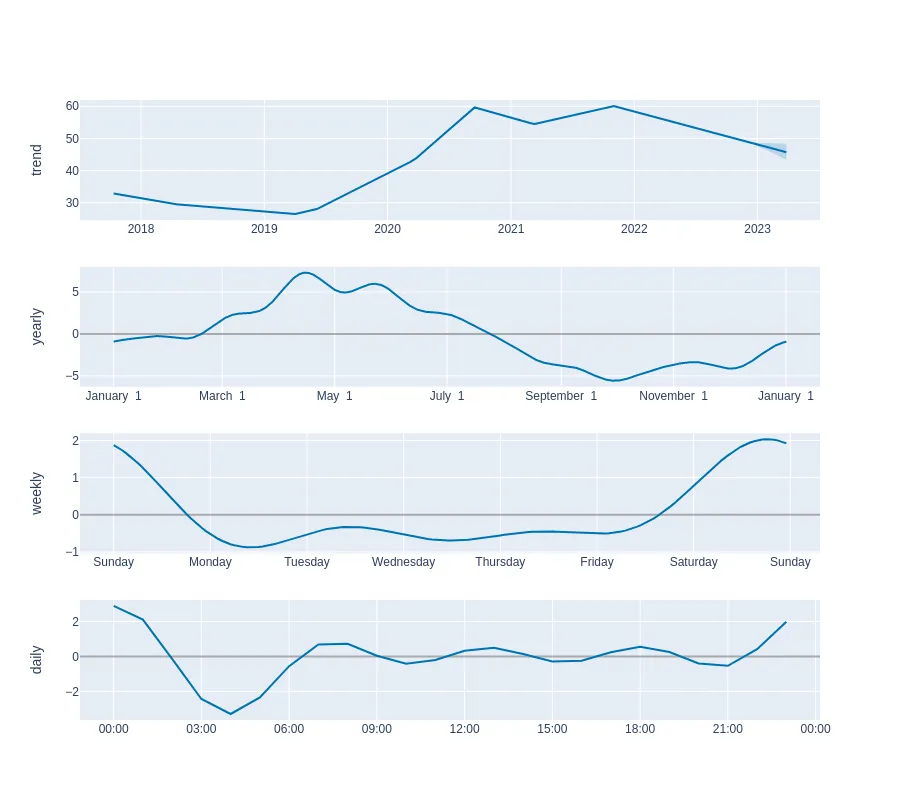 trend
60
50
40
30
2018 2019 2020 2021 2022 2023
yearly
5
0
−5
January 1 March 1 May 1 July 1 September 1 November 1 January 1
weekly
2
1
0
−1
Sunday Monday Tuesday Wednesday Thursday Friday Saturday Sunday
daily
2
0
−2
00:00 03:00 06:00 09:00 12:00 15:00 18:00 21:00 00:00